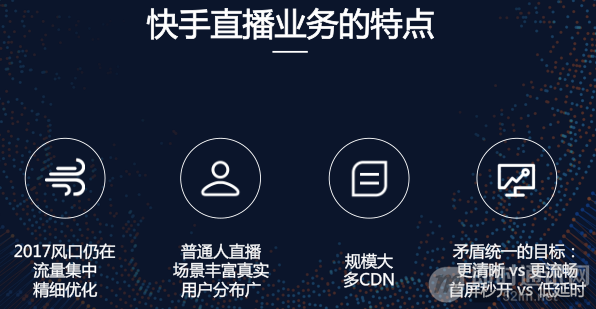 快手直播业务的特点
2017风口仍在
流量集中
精细优化
普通人直播
场景丰富真实
用户分布广
规模大
多CDN
矛盾统一的目标：
更清晰 vs 更流畅
首屏秒开 vs 低延时
52im.net